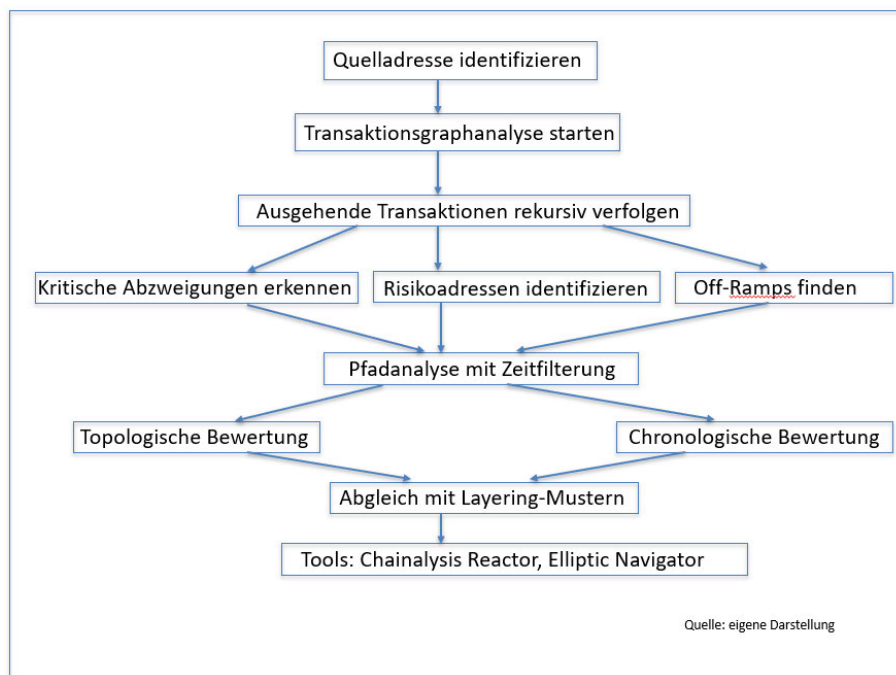 Quelladresse identifizieren
Transaktionsgraphanalyse starten
Ausgehende Transaktionen rekursiv verfolgen
Kritische Abzweigungen erkennen
Risikoadressen identifizieren
Off-Ramps finden
Pfadanalyse mit Zeitfilterung
Topologische Bewertung
Chronologische Bewertung
Abgleich mit Layering-Mustern
Tools: Chainalysis Reactor, Elliptic Navigator
Quelle: eigene Darstellung